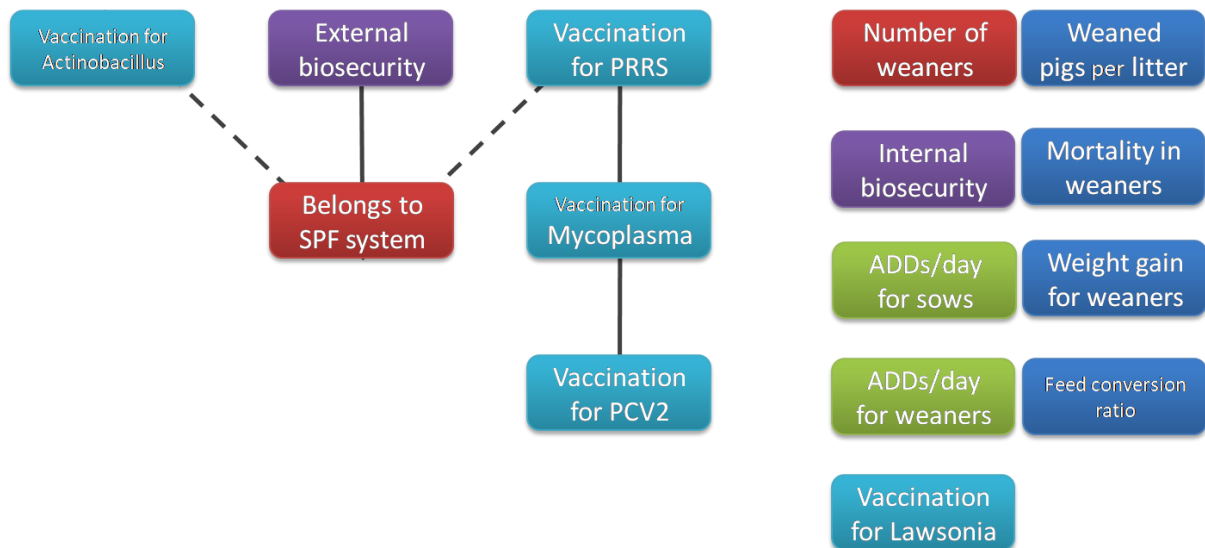 Vaccination for
Actinobacillus
External
biosecurity
Vaccination
for PRRS
Number of
weaners
Weaned
pigs per litter
Belongs to
SPF system
Vaccination for
Mycoplasma
Internal
biosecurity
Mortality in
weaners
ADDs/day
for sows
Weight gain
for weaners
Vaccination
for PCV2
ADDs/day
for weaners
Feed conversion
ratio
Vaccination
for Lawsonia